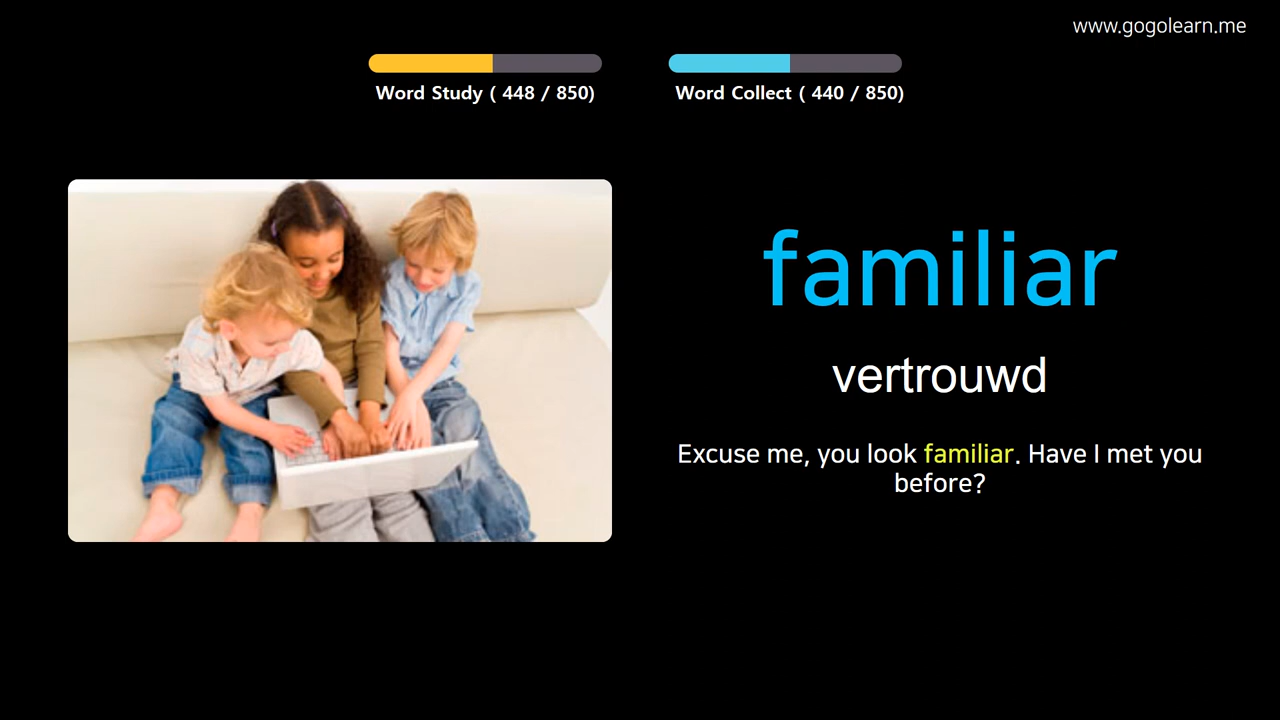 www.gogolearn.me
Word Study ( 448 / 850)
Word Collect ( 440 / 850)
familiar
vertrouwd
Excuse me, you look familiar. Have I met you
before?